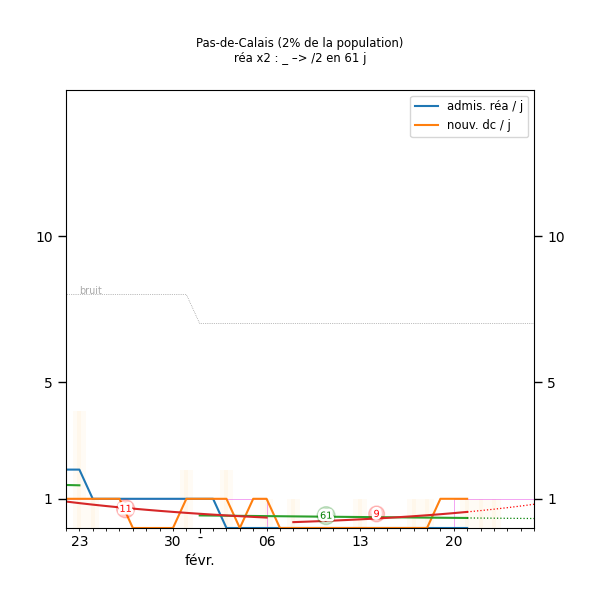 Pas-de-Calais (2% de la population)
réa x2 : _ –> /2 en 61 j
admis. réa / j
nouv. dc / j
10
10
bruit
5
5
1
1
11
61
9
23
30
-
06
13
20
févr.